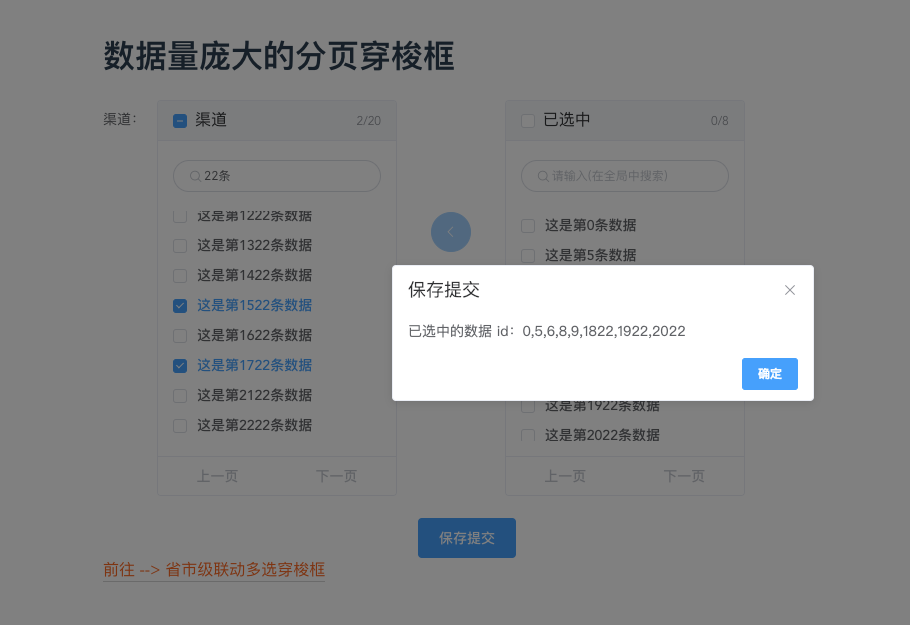 数据量庞大的分页穿梭框
渠道：
渠道
2/20
22条
这是第1222条数据
这是第1322条数据
这是第1422条数据
这是第1522条数据
这是第1622条数据
这是第1722条数据
这是第2122条数据
这是第2222条数据
上一页 下一页
已选中
0/8
请输入(在全局中搜索)
这是第0条数据
这是第5条数据
保存提交
已选中的数据 id：0,5,6,8,9,1822,1922,2022
确定
这是第1922条数据
这是第2022条数据
上一页 下一页
保存提交
前往 --> 省市级联动多选穿梭框